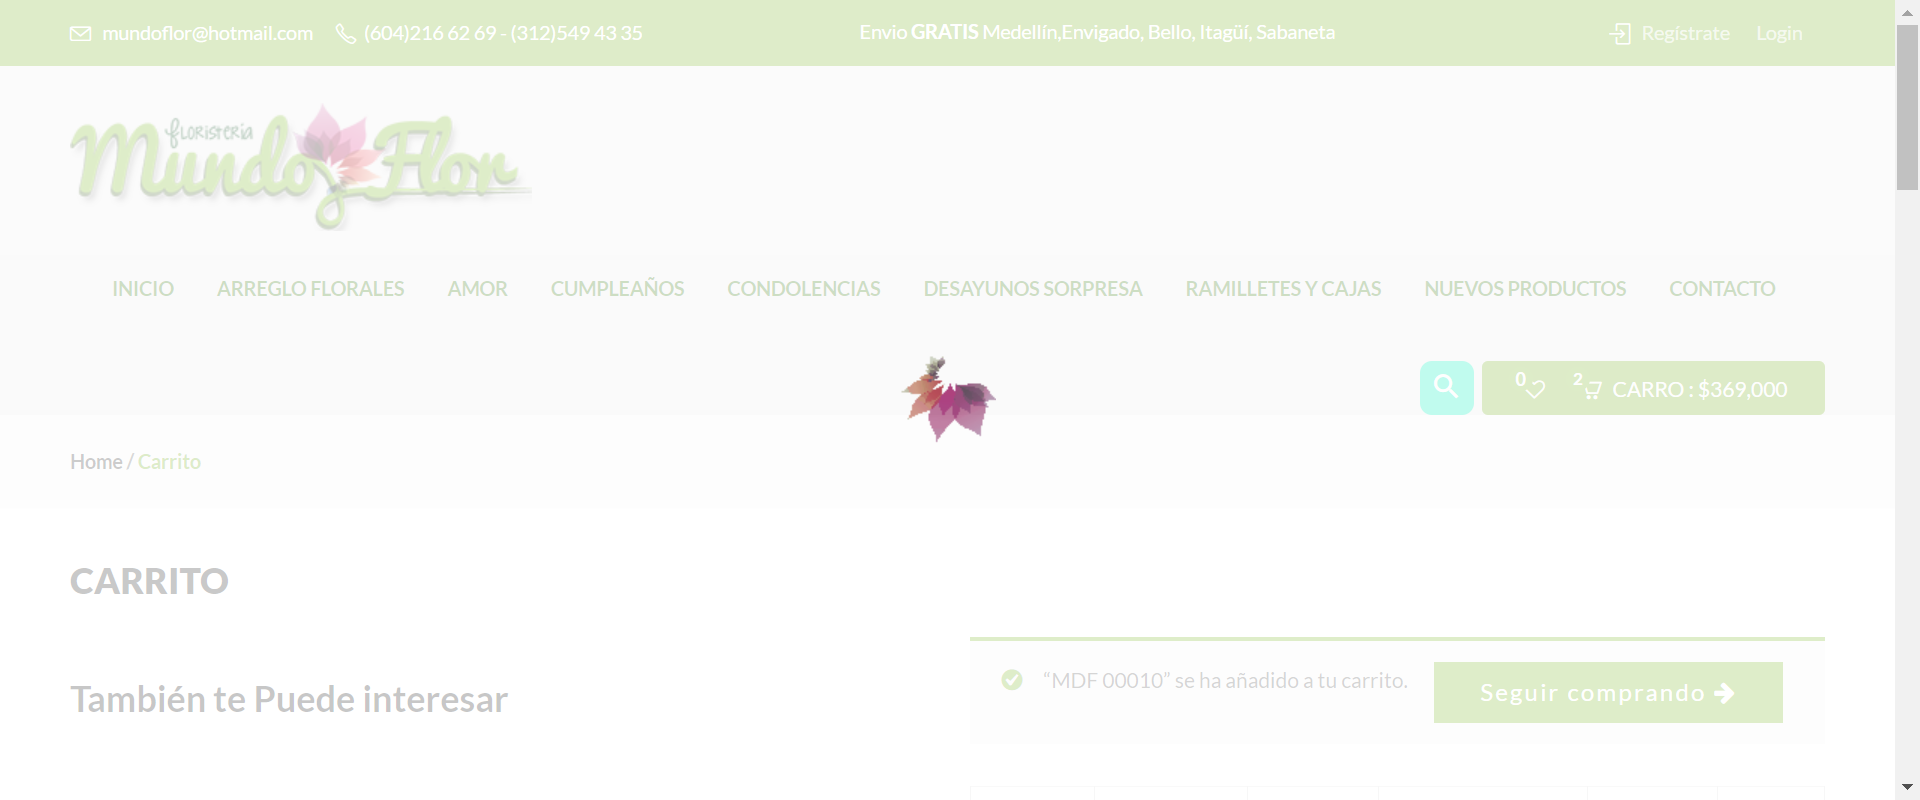 mundoflor@hotmail.com (604)216 62 69 - (312)549 43 35 Envio GRATIS Medellín,Envigado, Bello, Itagüí, Sabaneta Regístrate Login
FLORISTERÍA
Mundo Flor
INICIO ARREGLO FLORALES AMOR CUMPLEAÑOS CONDOLENCIAS DESAYUNOS SORPRESA RAMILLETES Y CAJAS NUEVOS PRODUCTOS CONTACTO
0 2 CARRO : $369,000
Home / Carrito
CARRITO
También te Puede interesar
“MDF 00010” se ha añadido a tu carrito. Seguir comprando